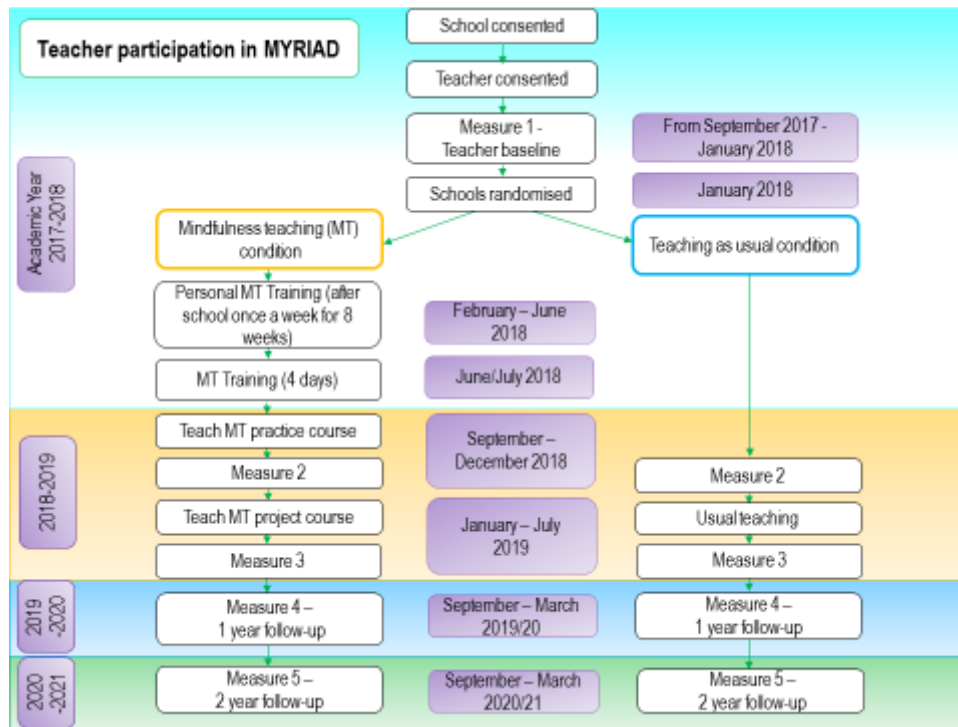 Teacher participation in MYRIAD
School consented
Teacher consented
Measure 1 -
Teacher baseline
From September 2017 -
January 2018
Schools randomised
January 2018
Academic Year
2017-2018
Mindfulness teaching (MT)
condition
Teaching as usual condition
Personal MT Training (after
school once a week for 8
weeks)
February – June
2018
MT Training (4 days)
June/July 2018
2018-2019
Teach MT practice course
September –
December 2018
Measure 2
Measure 2
Teach MT project course
January – July
2019
Usual teaching
Measure 3
Measure 3
2019
-2020
Measure 4 –
1 year follow-up
September – March
2019/20
Measure 4 –
1 year follow-up
2020
-2021
Measure 5 –
2 year follow-up
September – March
2020/21
Measure 5 –
2 year follow-up